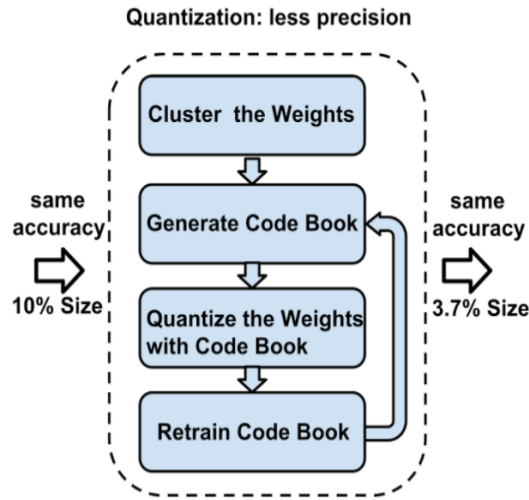 Quantization: less precision
Cluster the Weights
same
accuracy
10% Size
Generate Code Book
Quantize the Weights
with Code Book
Retrain Code Book
same
accuracy
3.7% Size